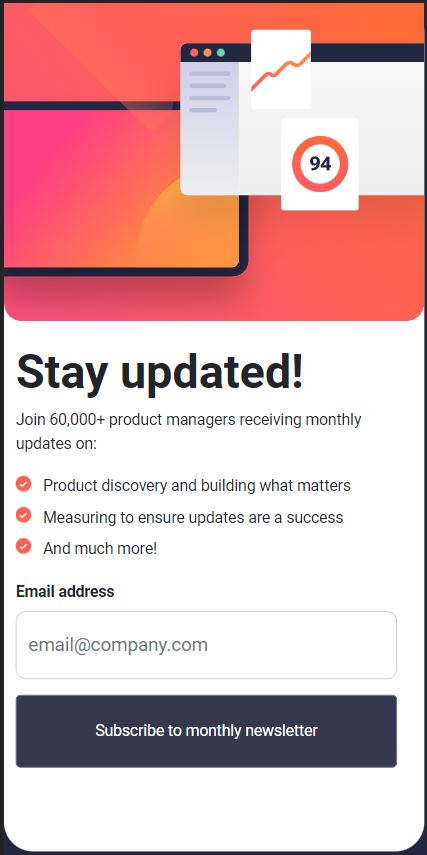 94
Stay updated!
Join 60,000+ product managers receiving monthly
updates on:
Product discovery and building what matters
Measuring to ensure updates are a success
And much more!
Email address
email@company.com
Subscribe to monthly newsletter